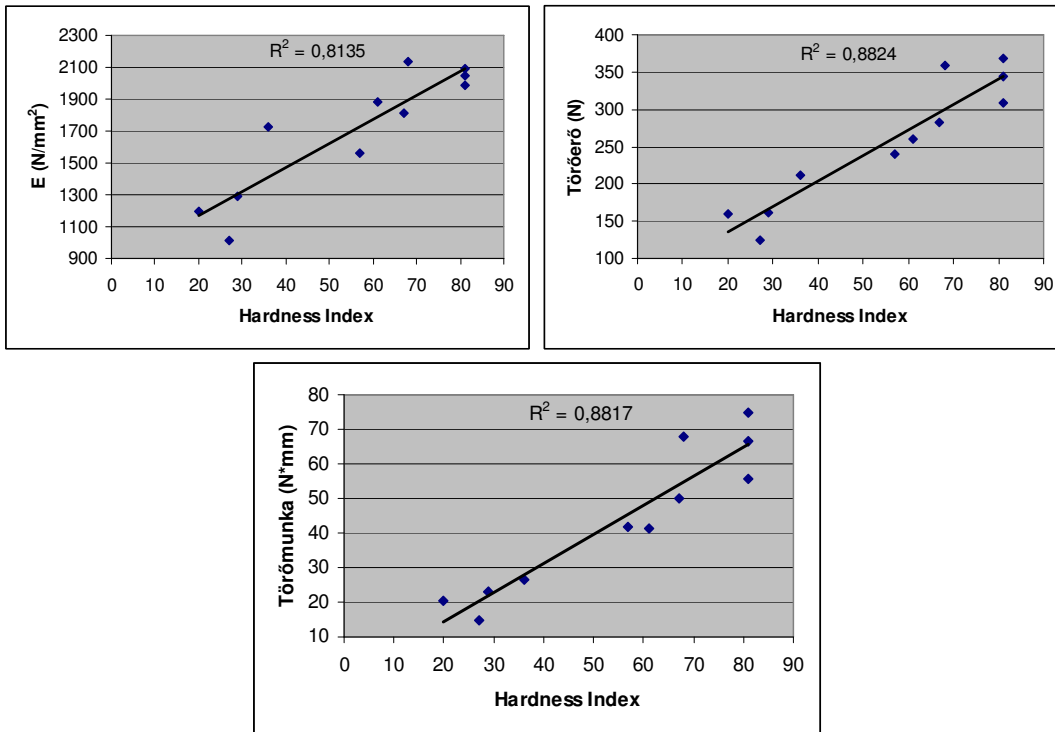 R² = 0,8135
E (N/mm²)
2300
2100
1900
1700
1500
1300
1100
900
0 10 20 30 40 50 60 70 80 90
Hardness Index
R² = 0,8824
Törőerő (N)
400
350
300
250
200
150
100
0 10 20 30 40 50 60 70 80 90
Hardness Index
R² = 0,8817
Törőmunka (N*mm)
80
70
60
50
40
30
20
10
0 10 20 30 40 50 60 70 80 90
Hardness Index